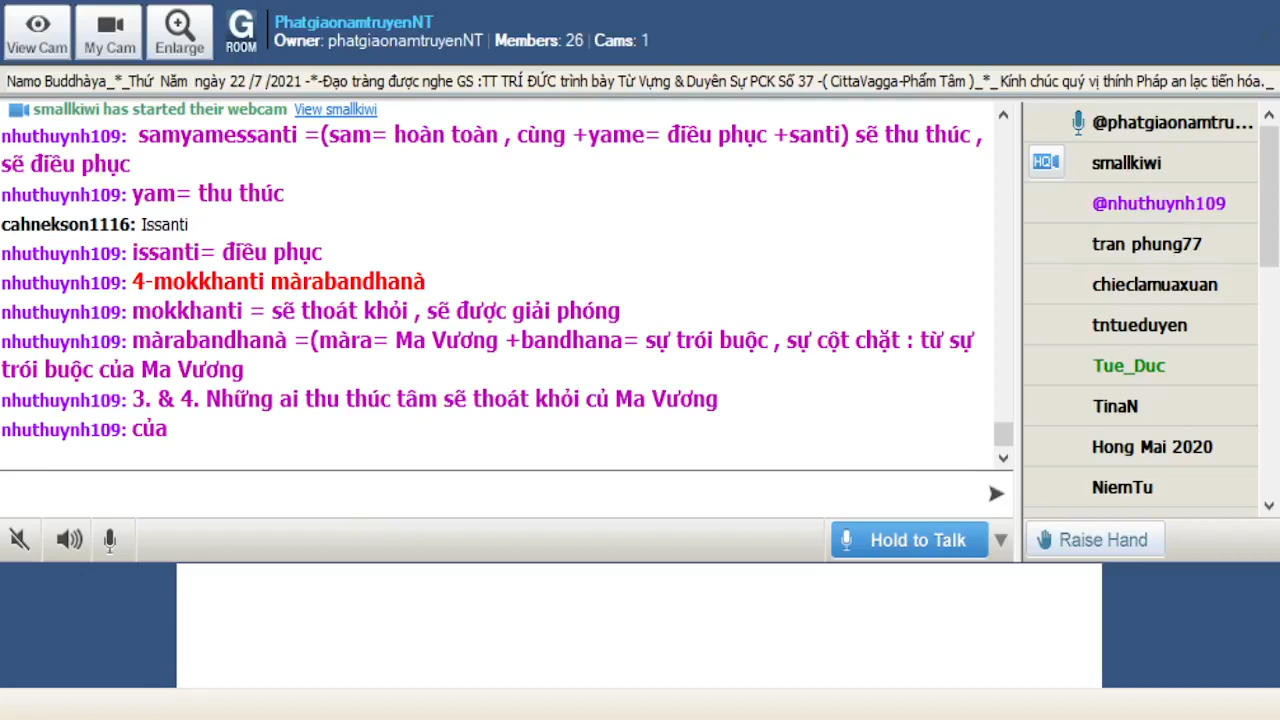 View Cam
My Cam
Enlarge
G
ROOM
PhatgiaonamtruyenNT
Owner: phatgiaonamtruyenNT | Members: 26 | Cams: 1
Namo Buddhàya_*_Thứ Năm ngày 22 /7 /2021 -*-Đạo tràng được nghe GS :TT TRÍ ĐỨC trình bày Từ Vựng & Duyên Sự PCK Số 37 -( CittaVagga-Phẩm Tâm )_*_Kính chúc quý vị thính Pháp an lạc tiến hóa._
smallkiwi has started their webcam View smallkiwi
nhuthuynh109: samyamessanti =(sam= hoàn toàn , cùng +yame= điều phục +santi) sẽ thu thúc ,
sẽ điều phục
nhuthuynh109: yam= thu thúc
cahnekson1116: Issanti
nhuthuynh109: issanti= điều phục
nhuthuynh109: 4-mokkhanti màrabandhanà
nhuthuynh109: mokkhanti = sẽ thoát khỏi , sẽ được giải phóng
nhuthuynh109: màrabandhanà =(màra= Ma Vương +bandhana= sự trói buộc , sự cột chặt : từ sự
trói buộc của Ma Vương
nhuthuynh109: 3. & 4. Những ai thu thúc tâm sẽ thoát khỏi củ Ma Vương
nhuthuynh109: của
@phatgiaonamtru...
HQ
smallkiwi
@nhuthuynh109
tran phung77
chieclamuaxuan
tntueduyen
Tue_Duc
TinaN
Hong Mai 2020
NiemTu
Hold to Talk
Raise Hand